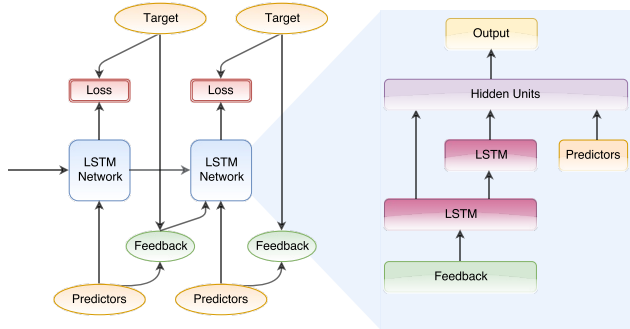 Target
Target
Loss
Loss
LSTM
Network
LSTM
Network
Feedback
Feedback
Predictors
Predictors
Output
Hidden Units
LSTM
Predictors
LSTM
Feedback